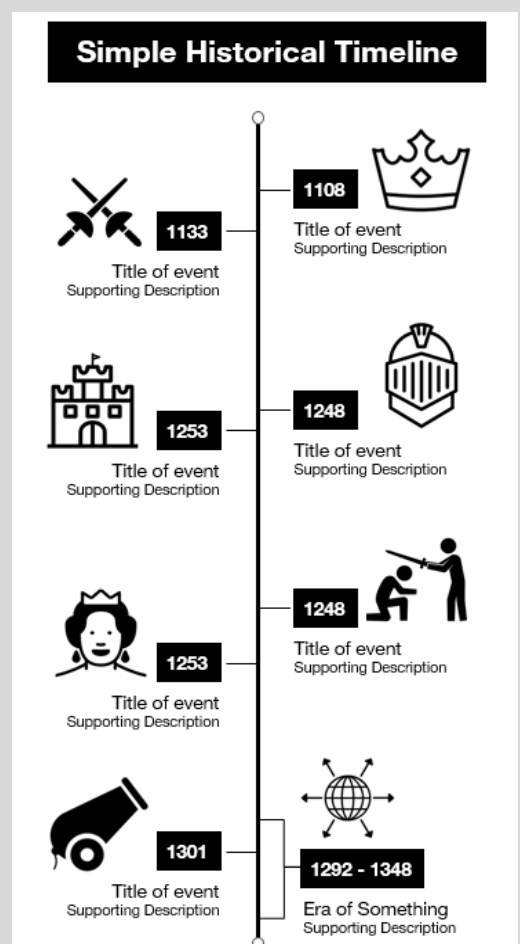 Simple Historical Timeline
1108
Title of event
Supporting Description
1133
Title of event
Supporting Description
1248
Title of event
Supporting Description
1253
Title of event
Supporting Description
1248
Title of event
Supporting Description
1253
Title of event
Supporting Description
1301
Title of event
Supporting Description
1292 - 1348
Era of Something
Supporting Description